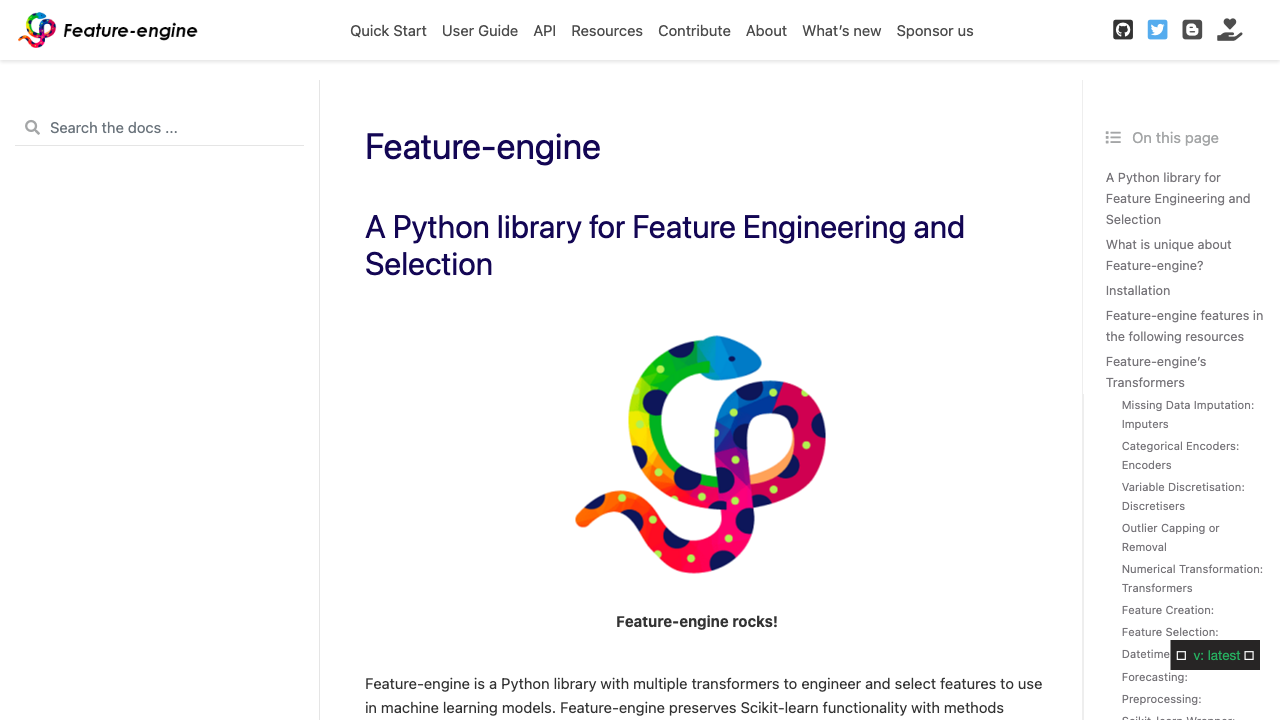 Feature-engine
Quick Start User Guide API Resources Contribute About What's new Sponsor us
Search the docs ...
Feature-engine
A Python library for Feature Engineering and
Selection
Feature-engine rocks!
Feature-engine is a Python library with multiple transformers to engineer and select features to use
in machine learning models. Feature-engine preserves Scikit-learn functionality with methods
On this page
A Python library for
Feature Engineering and
Selection
What is unique about
Feature-engine?
Installation
Feature-engine features in
the following resources
Feature-engine's
Transformers
Missing Data Imputation:
Imputers
Categorical Encoders:
Encoders
Variable Discretisation:
Discretisers
Outlier Capping or
Removal
Numerical Transformation:
Transformers
Feature Creation:
Feature Selection:
Datetime
v: latest
Forecasting:
Preprocessing: